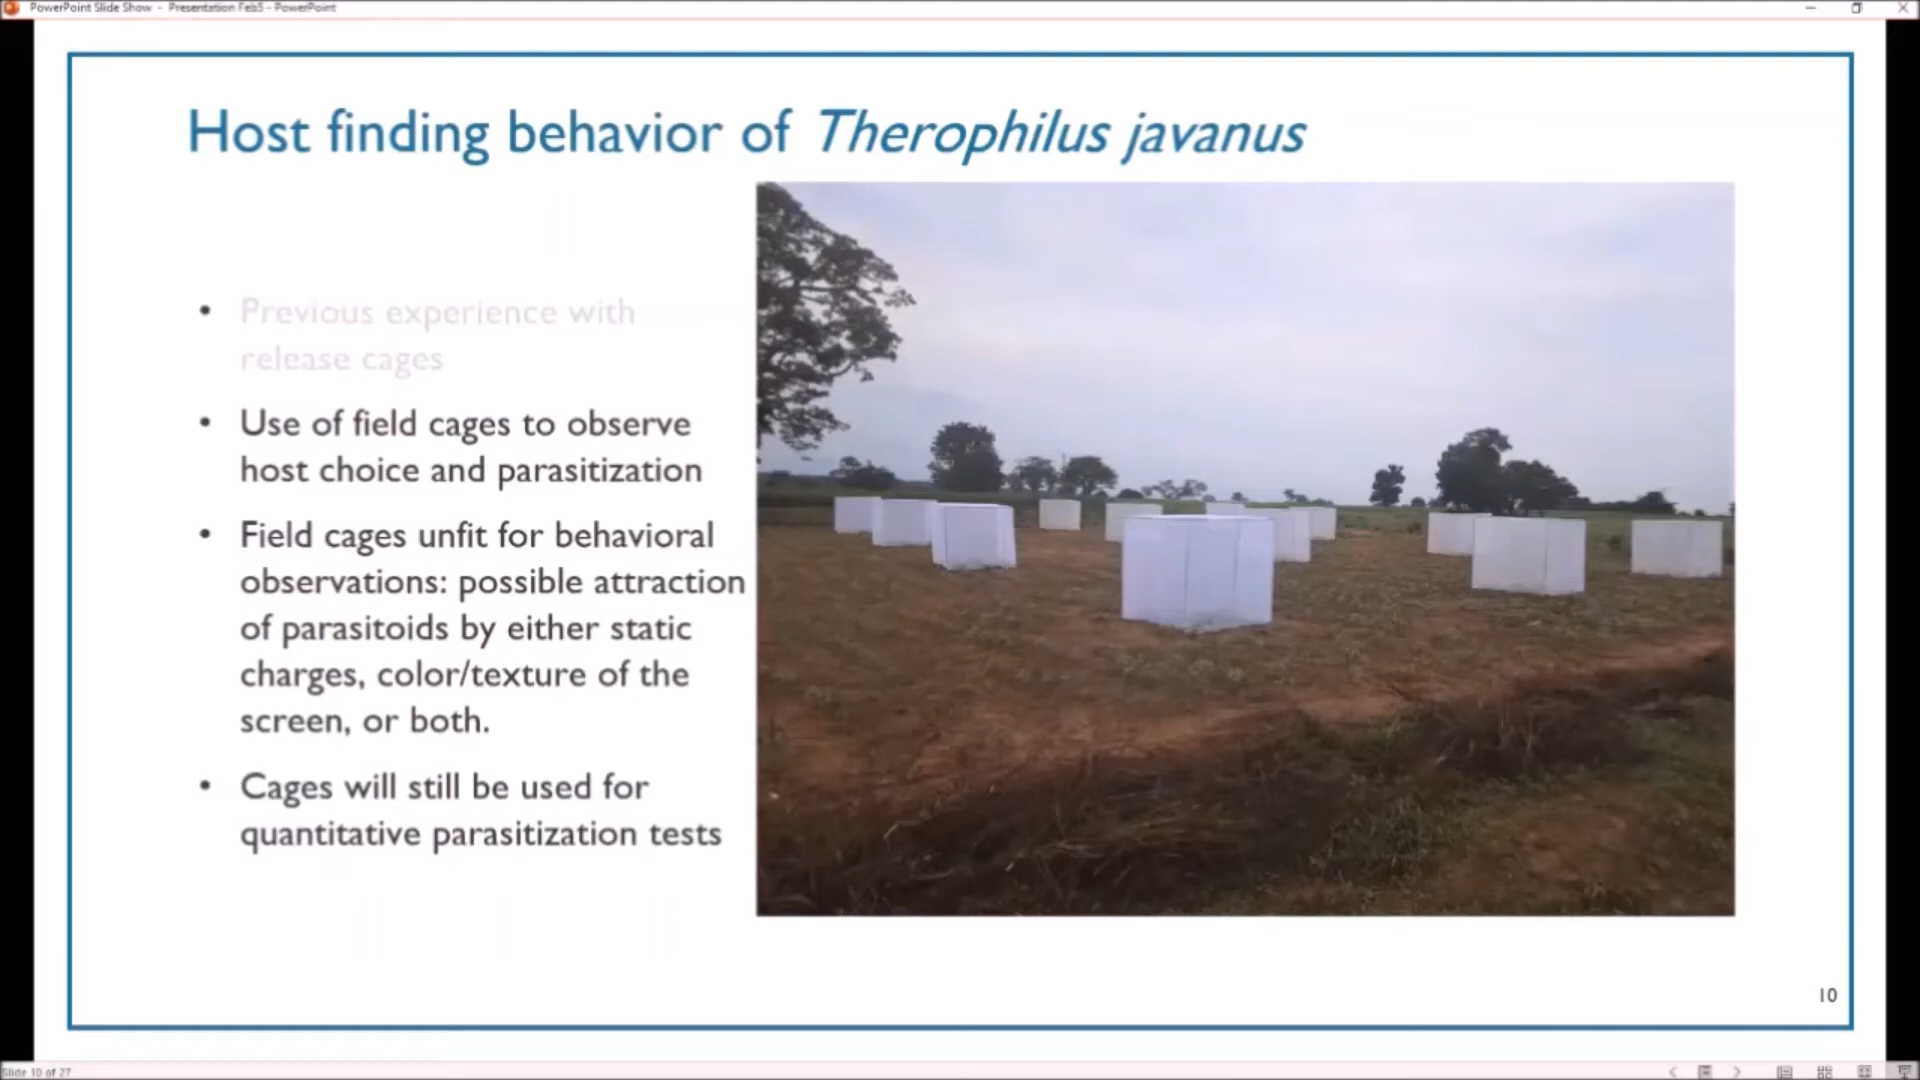 PowerPoint Slide Show - Presentation Feb5 - PowerPoint
Host finding behavior of Therophilus javanus
• Previous experience with
release cages
• Use of field cages to observe
host choice and parasitization
• Field cages unfit for behavioral
observations: possible attraction
of parasitoids by either static
charges, color/texture of the
screen, or both.
• Cages will still be used for
quantitative parasitization tests
10
Slide 10 of 27